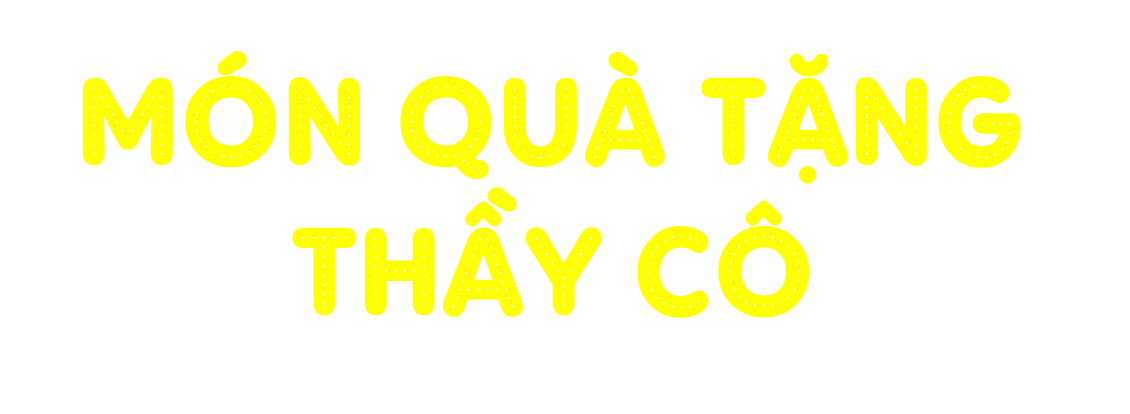 MÓN QUÀ TẶNG
THẦY CÔ